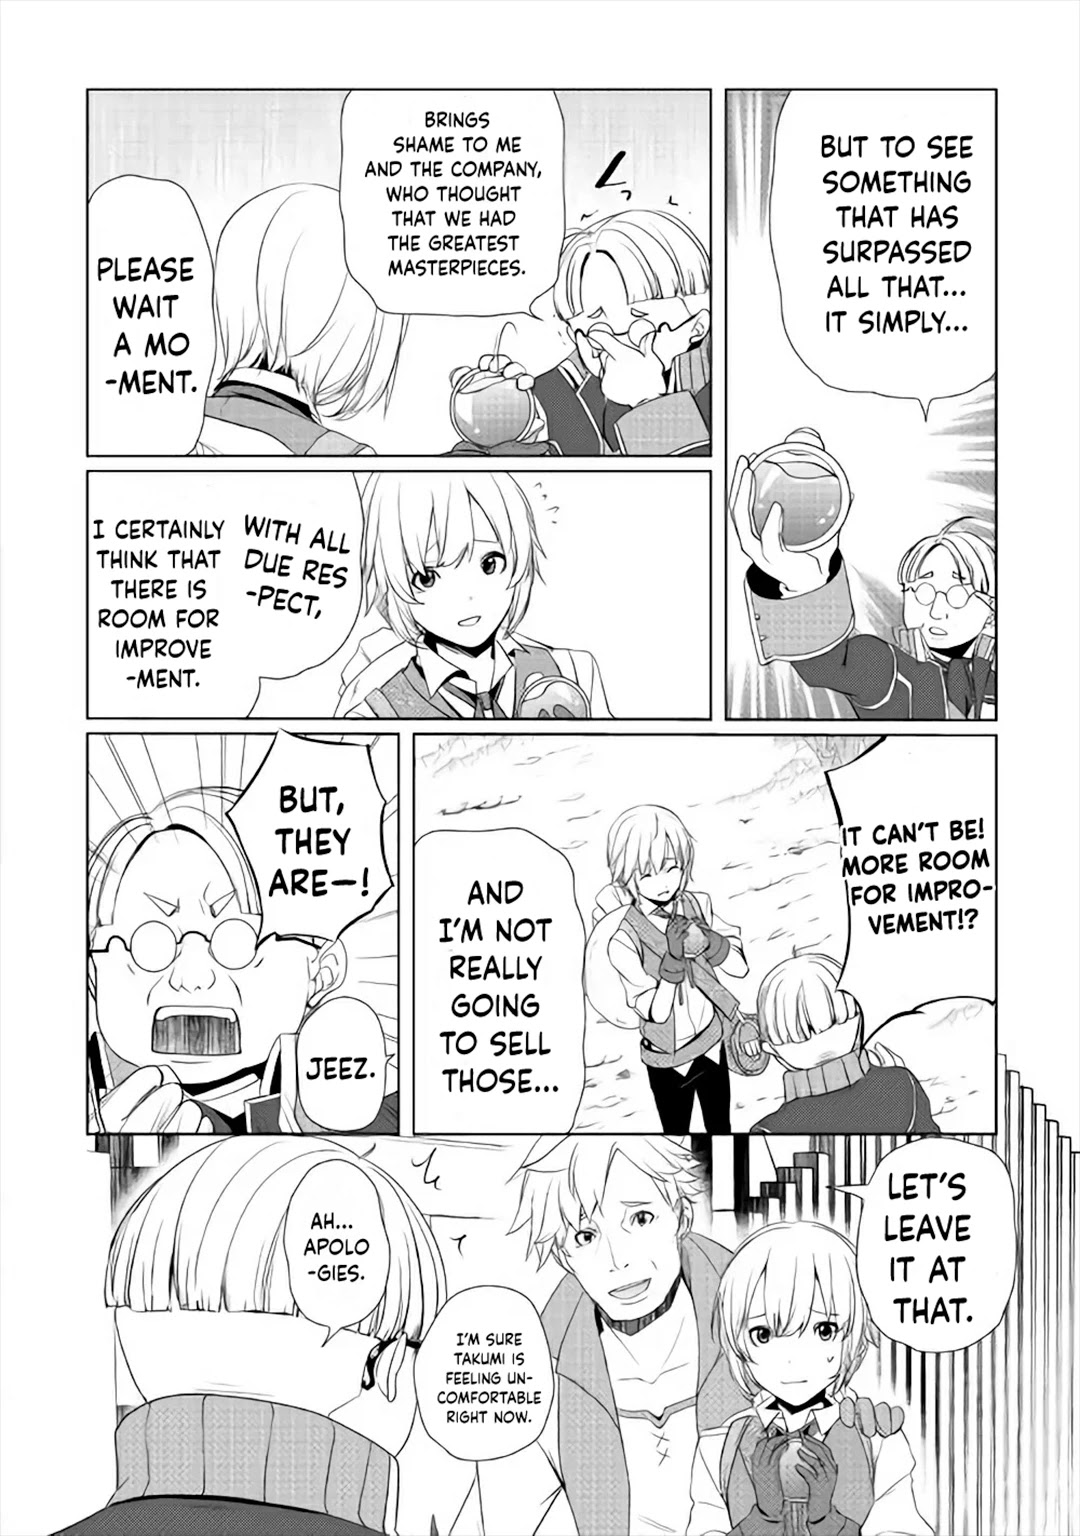 BUT TO SEE
SOMETHING
THAT HAS
SURPASSED
ALL THAT...
IT SIMPLY...
BRINGS
SHAME TO ME
AND THE COMPANY,
WHO THOUGHT
THAT WE HAD
THE GREATEST
MASTERPIECES.
PLEASE
WAIT
A MO
-MENT.
WITH ALL
DUE RES
-PECT,
I CERTAINLY
THINK THAT
THERE IS
ROOM FOR
IMPROVE
-MENT.
IT CAN'T BE!
MORE ROOM
FOR IMPRO-
VEMENT!?
AND
I'M NOT
REALLY
GOING
TO SELL
THOSE...
BUT,
THEY
ARE—!
JEEZ.
LET'S
LEAVE
IT AT
THAT.
I'M SURE
TAKUMI IS
FEELING UN-
COMFORTABLE
RIGHT NOW.
AH...
APOLO
-GIES.